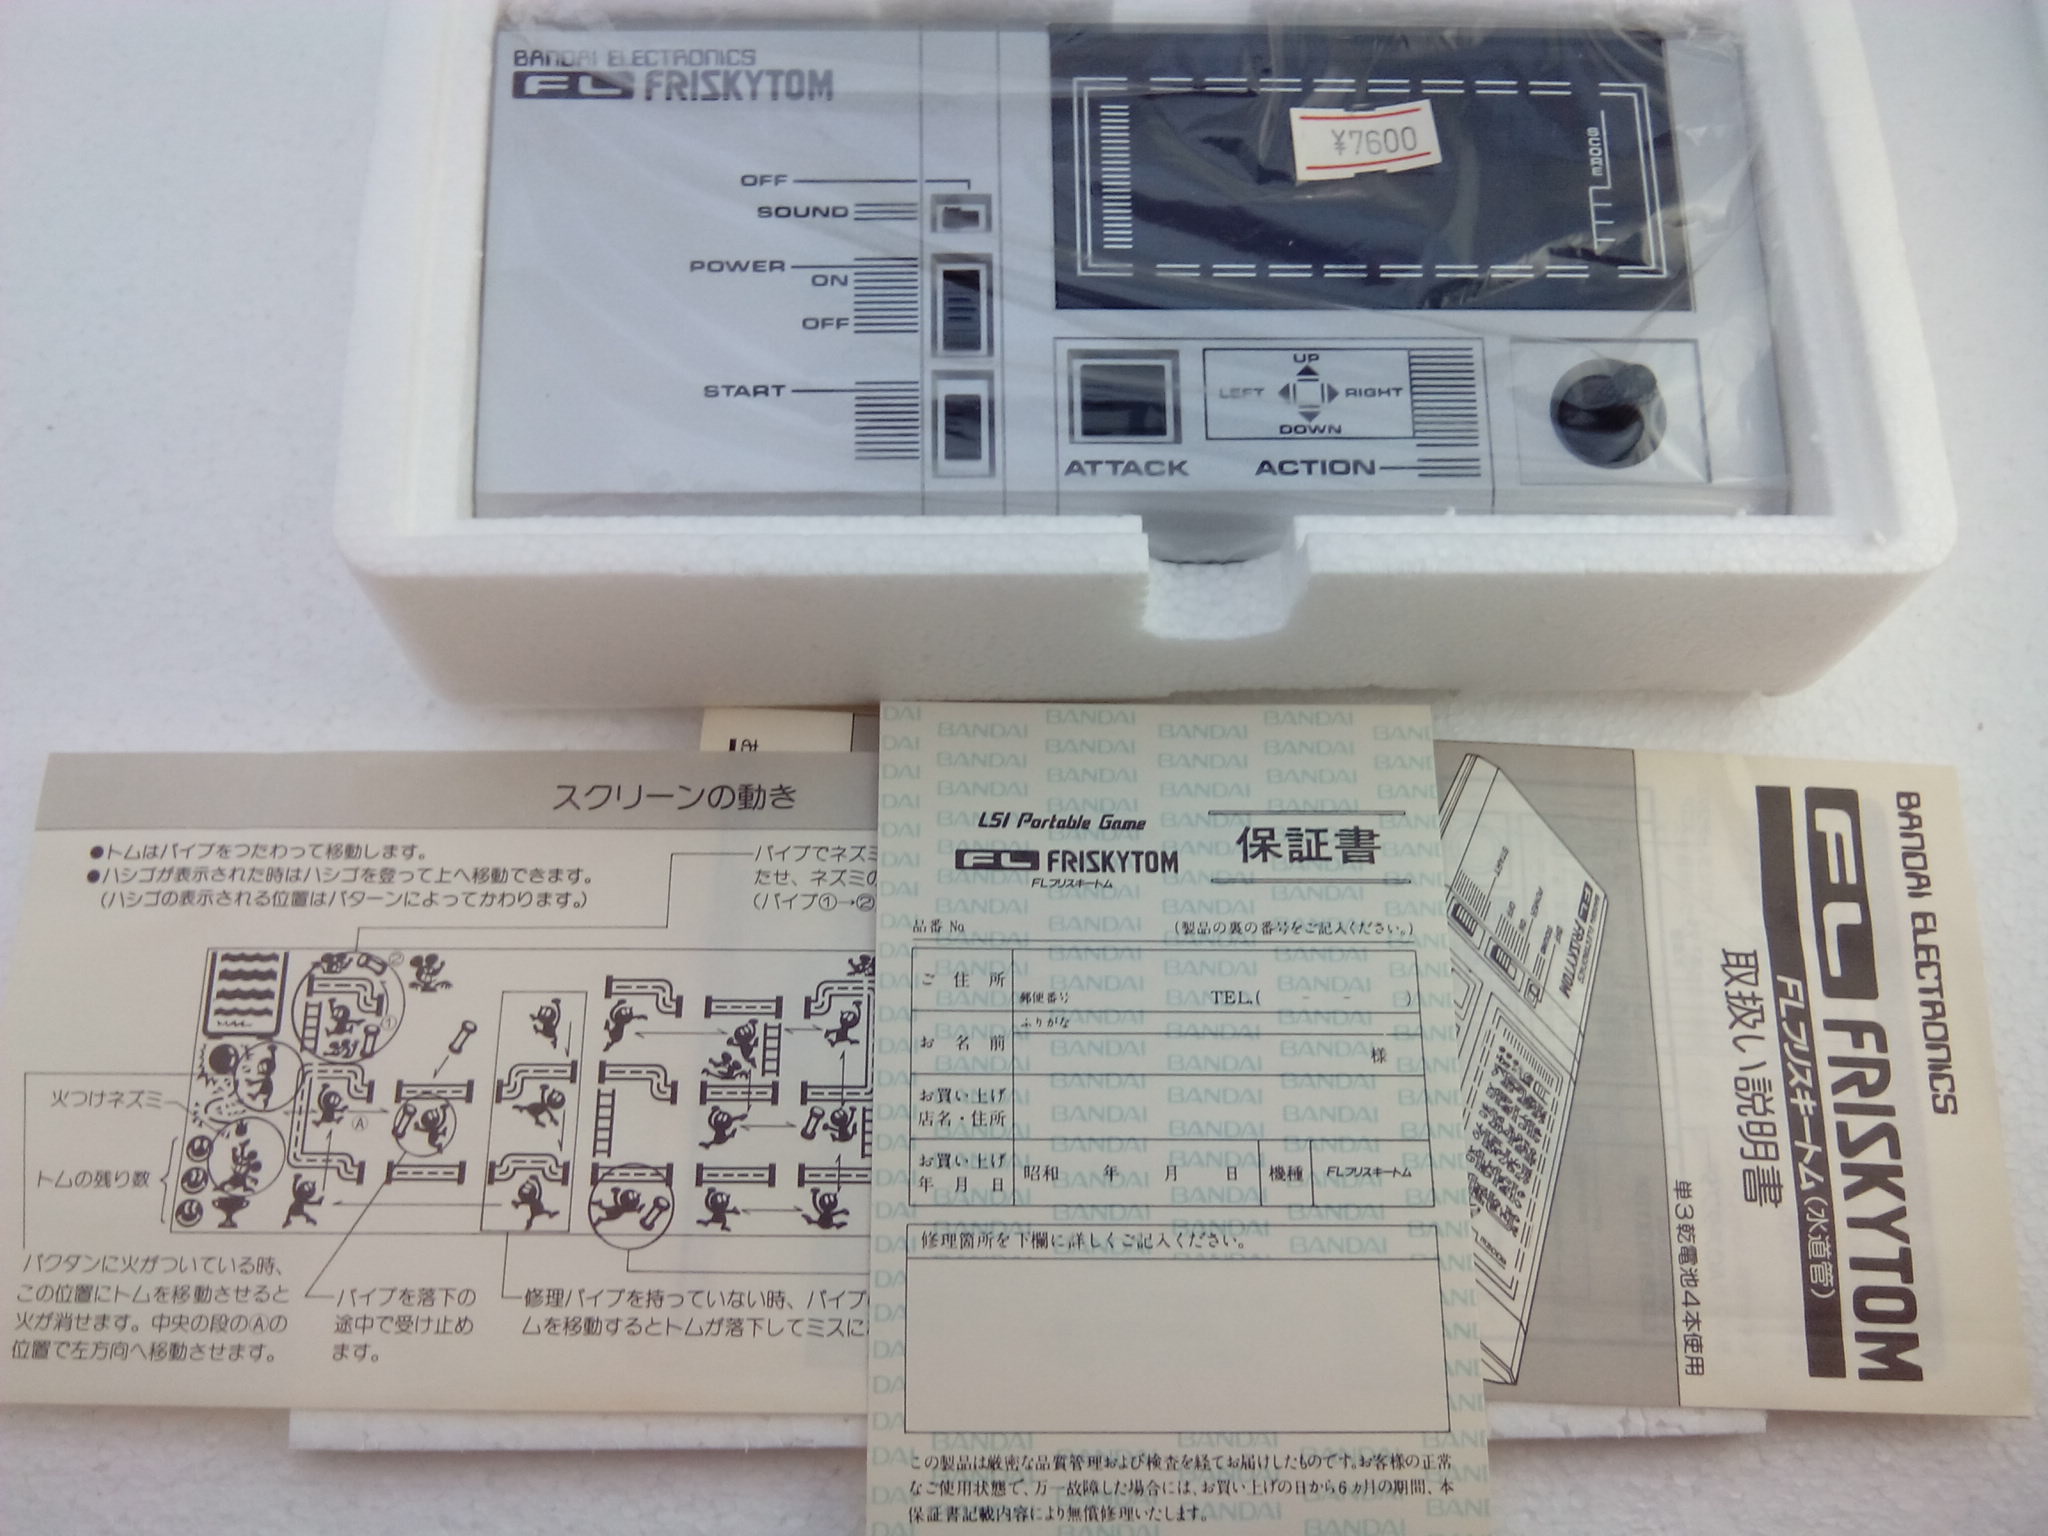 BANDAI ELECTRONICS
FL FRISKYTOM
OFF
SOUND
POWER
ON
OFF
START
¥7600
SCORE
ATTACK
UP
LEFT
RIGHT
DOWN
ACTION
スクリーンの動き
●トムはパイプをつたわって移動します。
●ハシゴが表示された時はハシゴを登って上へ移動できます。
(ハシゴの表示される位置はパターンによってかわります。)
パイプでネズミ
たせ、ネズミの
(パイプ①→②
②
①
Ⓐ
火つけネズミ
トムの残り数
バクダンに火がついている時、
この位置にトムを移動させると
火が消せます。中央の段のⒶの
位置で左方向へ移動させます。
パイプを落下の
途中で受け止め
ます。
修理パイプを持っていない時、パイプ
ムを移動するとトムが落下してミスに
BANDAI
LSI Portable Game
FL FRISKYTOM
FLフリスキートム
保証書
品番 No.
(製品の裏の番号をご記入ください。)
ご住所
郵便番号
TEL.( - - )
ふりがな
お名前
様
お買い上げ
店名・住所
お買い上げ
年月日
昭和 年 月 日
機種
FLフリスキートム
修理箇所を下欄に詳しくご記入ください。
この製品は厳密な品質管理および検査を経てお届けしたものです。お客様の正常
なご使用状態で、万一故障した場合には、お買い上げの日から6ヵ月の期間、本
保証書記載内容により無償修理いたします。
BANDAI ELECTRONICS
FL FRISKYTOM
FLフリスキートム(水道管)
取扱い説明書
単3乾電池4本使用